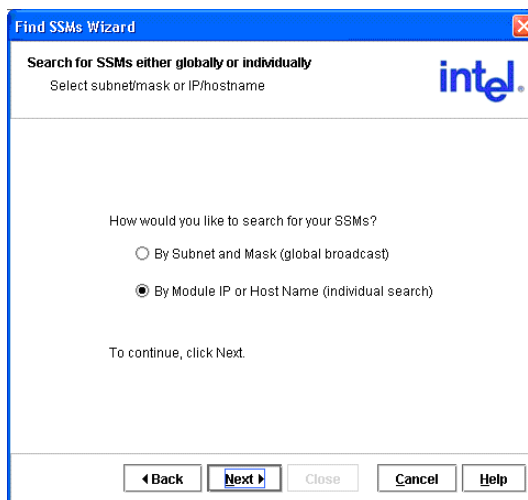 Find SSMs Wizard
Search for SSMs either globally or individually
Select subnet/mask or IP/hostname
intel.
How would you like to search for your SSMs?
By Subnet and Mask (global broadcast)
By Module IP or Host Name (individual search)
To continue, click Next.
Back Next Close Cancel Help